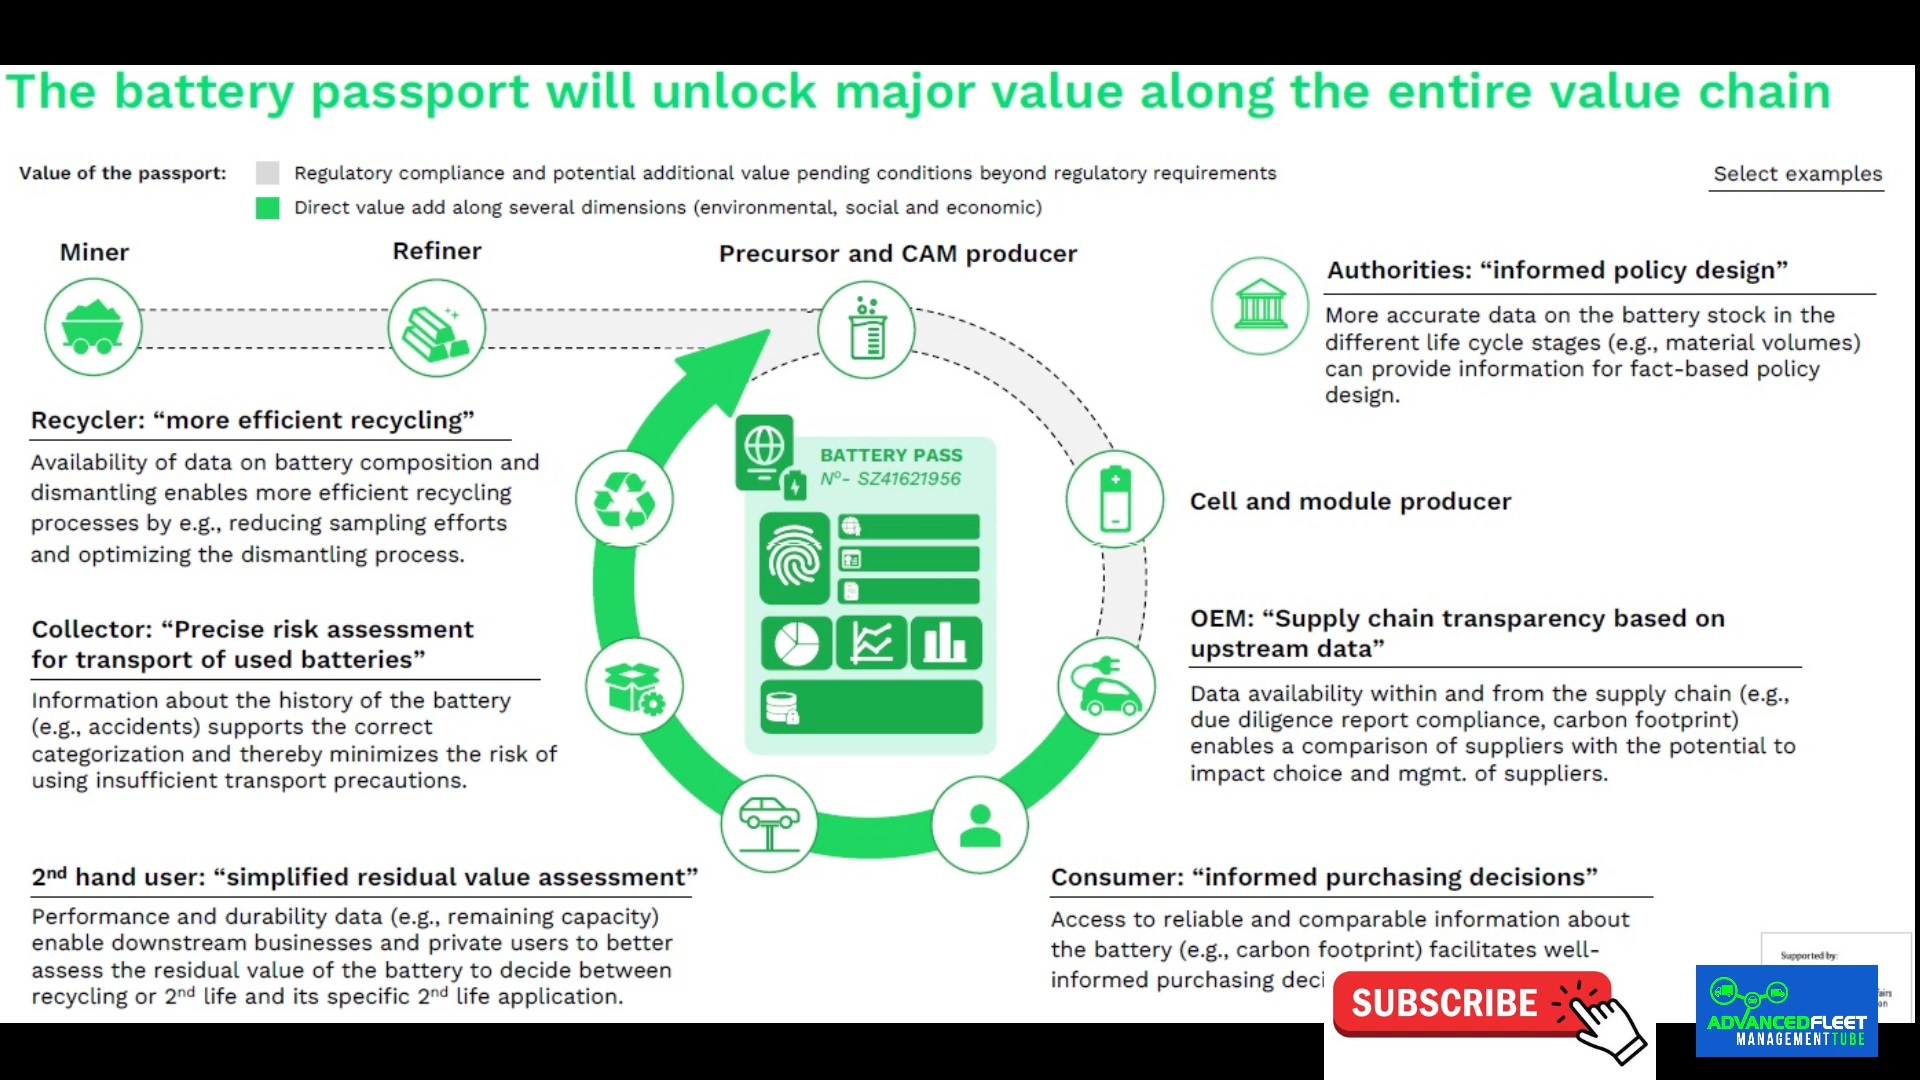 The battery passport will unlock major value along the entire value chain
Value of the passport:
Regulatory compliance and potential additional value pending conditions beyond regulatory requirements
Direct value add along several dimensions (environmental, social and economic)
Select examples
Miner
Refiner
Precursor and CAM producer
Authorities: “informed policy design”
More accurate data on the battery stock in the
different life cycle stages (e.g., material volumes)
can provide information for fact-based policy
design.
Recycler: “more efficient recycling”
Availability of data on battery composition and
dismantling enables more efficient recycling
processes by e.g., reducing sampling efforts
and optimizing the dismantling process.
BATTERY PASS
Nº- SZ41621956
Cell and module producer
Collector: “Precise risk assessment
for transport of used batteries”
Information about the history of the battery
(e.g., accidents) supports the correct
categorization and thereby minimizes the risk of
using insufficient transport precautions.
OEM: “Supply chain transparency based on
upstream data”
Data availability within and from the supply chain (e.g.,
due diligence report compliance, carbon footprint)
enables a comparison of suppliers with the potential to
impact choice and mgmt. of suppliers.
2nd hand user: “simplified residual value assessment”
Performance and durability data (e.g., remaining capacity)
enable downstream businesses and private users to better
assess the residual value of the battery to decide between
recycling or 2nd life and its specific 2nd life application.
Consumer: “informed purchasing decisions”
Access to reliable and comparable information about
the battery (e.g., carbon footprint) facilitates well-
informed purchasing deci
Supported by:
SUBSCRIBE
ADVANCEDFLEET
MANAGEMENTTUBE